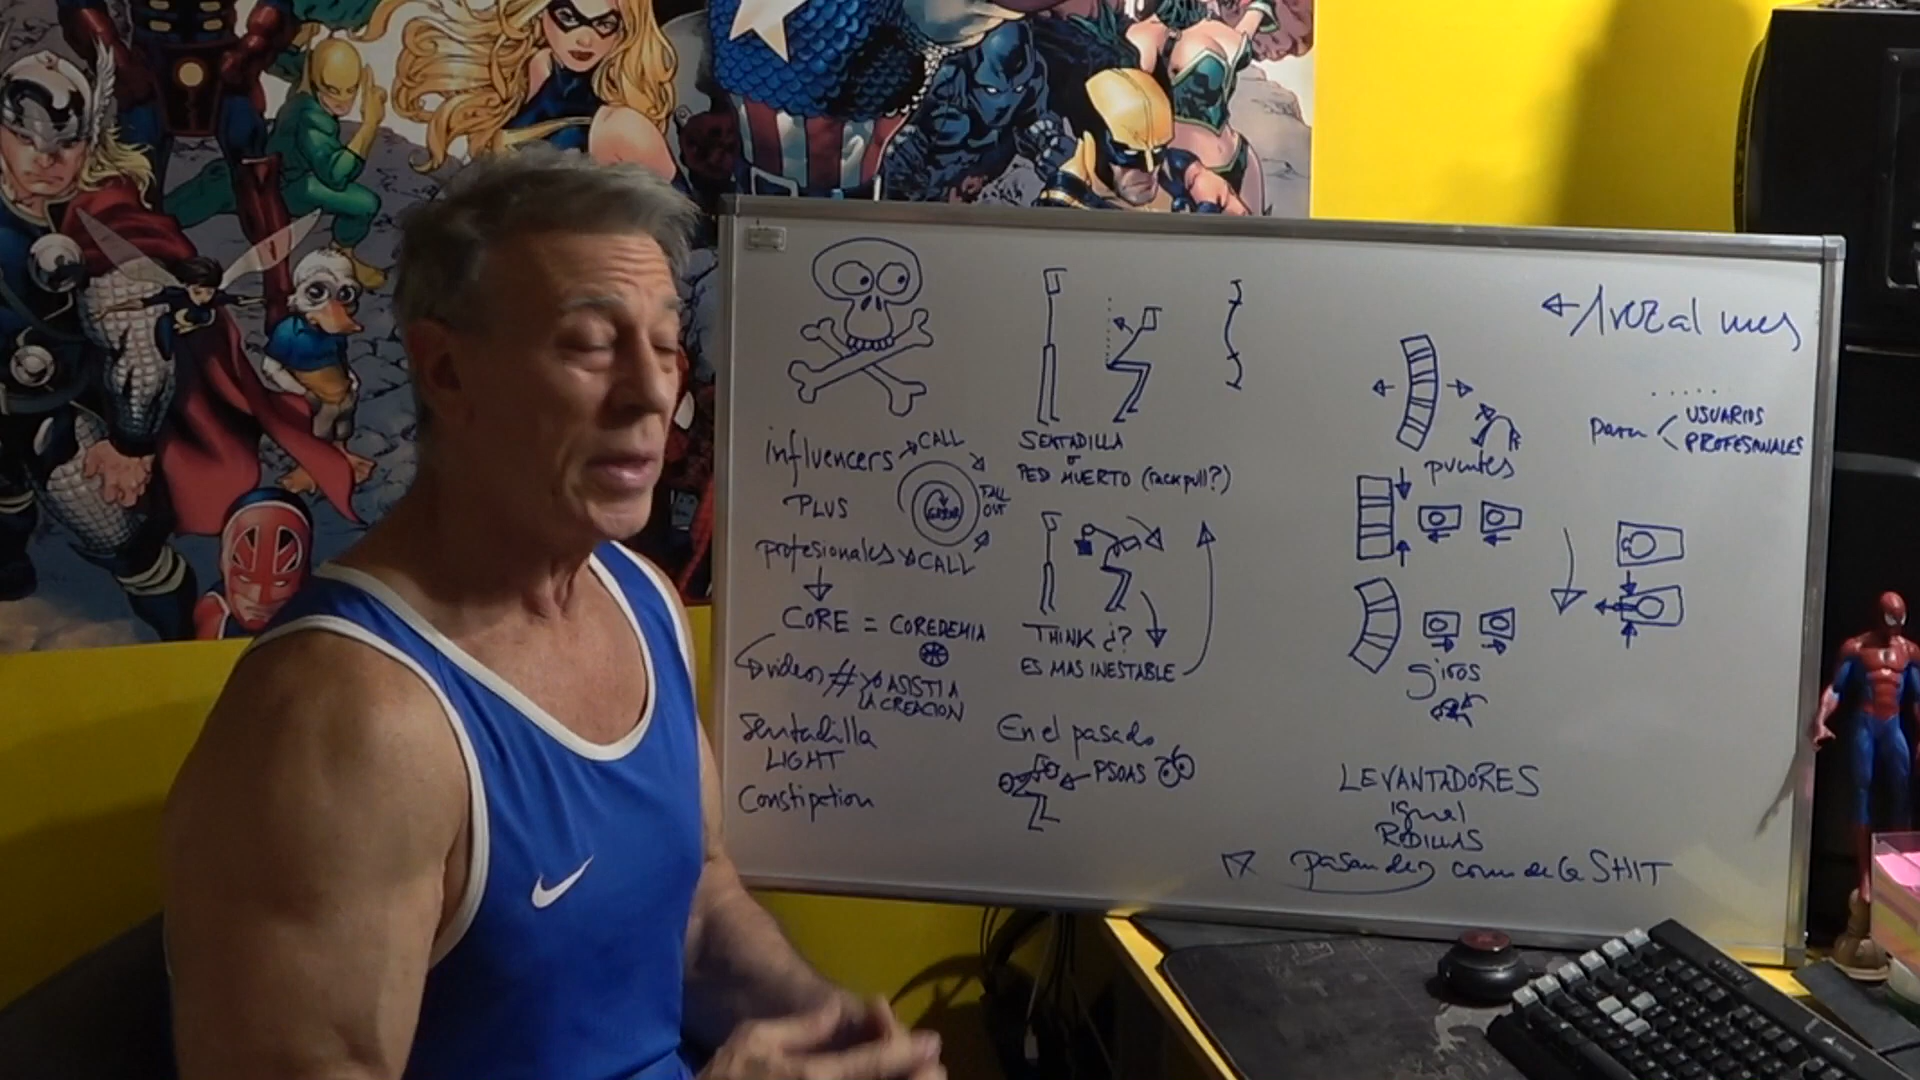 influencers → CALL
PLUS
FALL
OUT
profesionales → CALL
CORE = COREDEMIA
videos # YO ASISTI A
LA CREACION
Sentadilla
LIGHT
Constipation
SENTADILLA
o
PESO MUERTO (rack pull?)
THINK ¿?
ES MAS INESTABLE
En el pasado
PSOAS
← 1 vez al mes
.....
para < USUARIOS
PROFESIONALES
puentes
giros
LEVANTADORES
igual
RODILLAS
SHIT